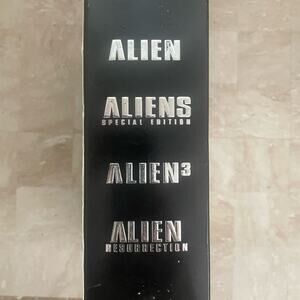 ALIEN
ALIENS
SPECIAL EDITION
ALIEN³
ALIEN
RESURRECTION